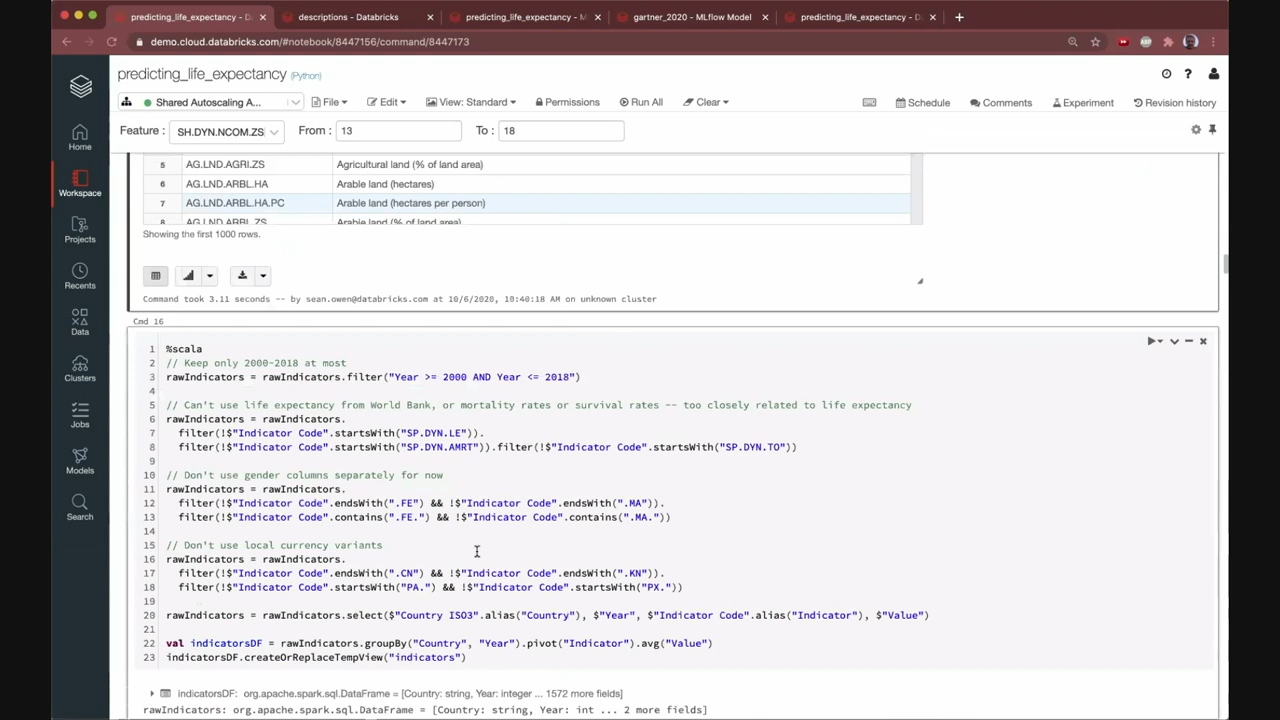 predicting_life_expectancy - Da
descriptions - Databricks
predicting_life_expectancy - M
gartner_2020 - MLflow Model
predicting_life_expectancy - D
demo.cloud.databricks.com/#notebook/8447156/command/8447173
predicting_life_expectancy (Python)
Shared Autoscaling A...
File
Edit
View: Standard
Permissions
Run All
Clear
Schedule
Comments
Experiment
Revision history
Feature :
SH.DYN.NCOM.ZS
From :
13
To :
18
Home
Workspace
Projects
Recents
Data
Clusters
Jobs
Models
Search
5 AG.LND.AGRI.ZS Agricultural land (% of land area)
6 AG.LND.ARBL.HA Arable land (hectares)
7 AG.LND.ARBL.HA.PC Arable land (hectares per person)
8 AG.LND.ARBL.ZS Arable land (% of land area)
Showing the first 1000 rows.
Command took 3.11 seconds -- by sean.owen@databricks.com at 10/6/2020, 10:40:18 AM on unknown cluster
Cmd 16
1 %scala
2 // Keep only 2000-2018 at most
3 rawIndicators = rawIndicators.filter("Year >= 2000 AND Year <= 2018")
4
5 // Can't use life expectancy from World Bank, or mortality rates or survival rates -- too closely related to life expectancy
6 rawIndicators = rawIndicators.
7 filter(!$"Indicator Code".startsWith("SP.DYN.LE")).
8 filter(!$"Indicator Code".startsWith("SP.DYN.AMRT")).filter(!$"Indicator Code".startsWith("SP.DYN.TO"))
9
10 // Don't use gender columns separately for now
11 rawIndicators = rawIndicators.
12 filter(!$"Indicator Code".endsWith(".FE") && !$"Indicator Code".endsWith(".MA")).
13 filter(!$"Indicator Code".contains(".FE.") && !$"Indicator Code".contains(".MA."))
14
15 // Don't use local currency variants
16 rawIndicators = rawIndicators.
17 filter(!$"Indicator Code".endsWith(".CN") && !$"Indicator Code".endsWith(".KN")).
18 filter(!$"Indicator Code".startsWith("PA.") && !$"Indicator Code".startsWith("PX."))
19
20 rawIndicators = rawIndicators.select($"Country ISO3".alias("Country"), $"Year", $"Indicator Code".alias("Indicator"), $"Value")
21
22 val indicatorsDF = rawIndicators.groupBy("Country", "Year").pivot("Indicator").avg("Value")
23 indicatorsDF.createOrReplaceTempView("indicators")
indicatorsDF: org.apache.spark.sql.DataFrame = [Country: string, Year: integer ... 1572 more fields]
rawIndicators: org.apache.spark.sql.DataFrame = [Country: string, Year: int ... 2 more fields]